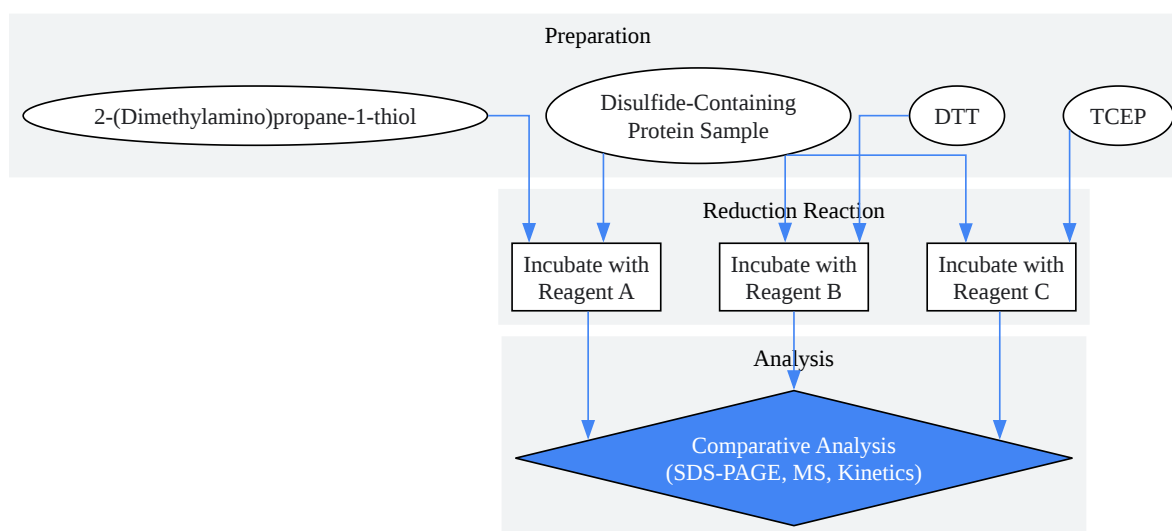 Preparation
2-(Dimethylamino)propane-1-thiol
Disulfide-Containing
Protein Sample
DTT
TCEP
Reduction Reaction
Incubate with
Reagent A
Incubate with
Reagent B
Incubate with
Reagent C
Analysis
Comparative Analysis
(SDS-PAGE, MS, Kinetics)